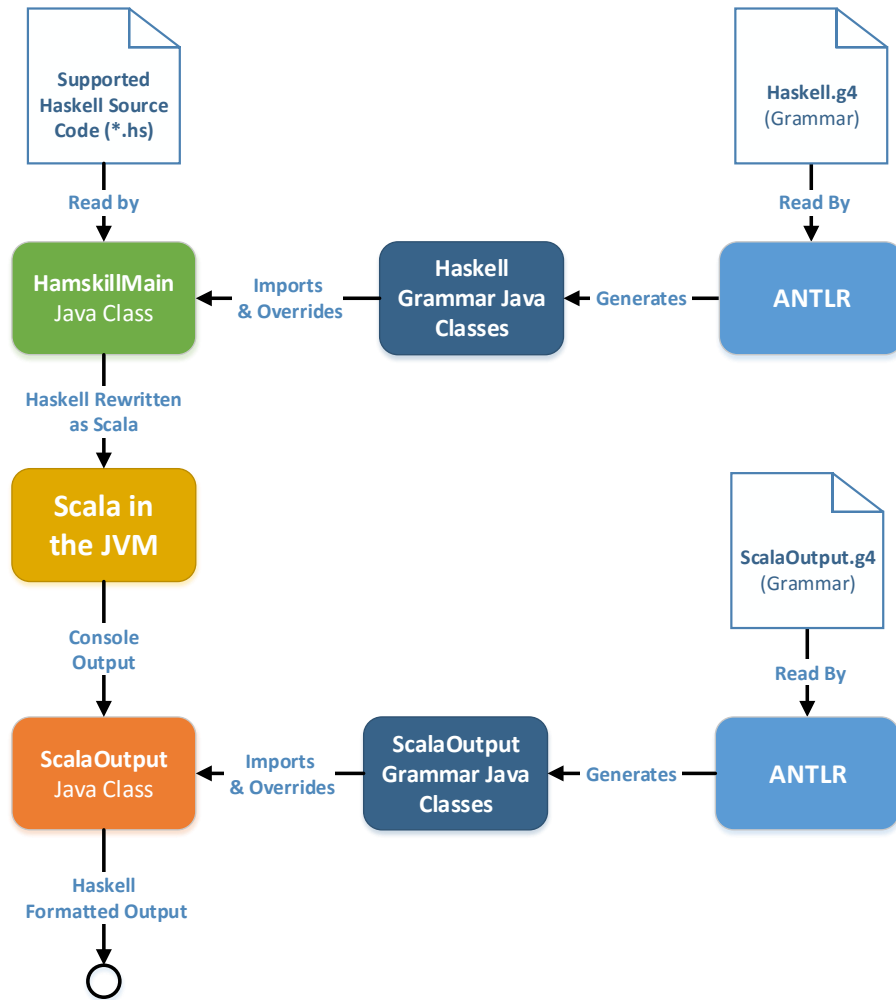 Supported
Haskell Source
Code (*.hs)
Haskell.g4
(Grammar)
Read by
Read By
HamskillMain
Java Class
Imports
& Overrides
Haskell
Grammar Java
Classes
Generates
ANTLR
Haskell Rewritten
as Scala
Scala in
the JVM
ScalaOutput.g4
(Grammar)
Console
Output
Read By
ScalaOutput
Java Class
Imports
& Overrides
ScalaOutput
Grammar Java
Classes
Generates
ANTLR
Haskell
Formatted Output